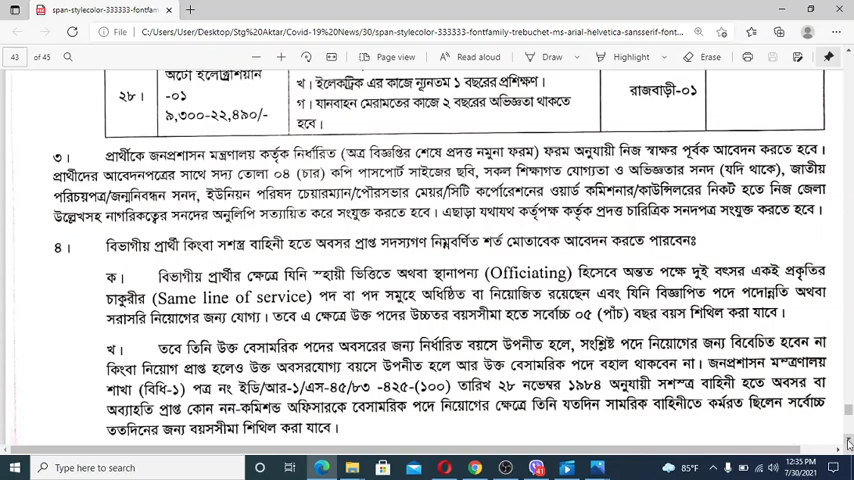 span-stylecolor-333333-fontfam
File
C:/Users/User/Desktop/Stg®Aktar/Covid-19®News/30/span-stylecolor-333333-fontfamily-trebuchet-ms-arial-helvetica-sansserif-font...
43 of 45
Page view
Read aloud
Draw
Highlight
Erase
২৮।
-০১
৯,৩০০-২২,৪৯০/-
খ। ইলেকট্রিক এর কাজে ন্যূনতম ১ বছরের প্রশিক্ষণ।
গ। যানবাহন মেরামতের কাজে ২ বছরের অভিজ্ঞতা থাকতে
হবে।
রাজবাড়ী-০১
৩। প্রার্থীকে জনপ্রশাসন মন্ত্রণালয় কর্তৃক নির্ধারিত (অত্র বিজ্ঞপ্তির শেষে প্রদত্ত নমুনা ফরম) ফরম অনুযায়ী নিজ স্বাক্ষর পূর্বক আবেদন করতে হবে।
প্রার্থীদের আবেদনপত্রের সাথে সদ্য তোলা ০৪ (চার) কপি পাসপোর্ট সাইজের ছবি, সকল শিক্ষাগত যোগ্যতা ও অভিজ্ঞতার সনদ (যদি থাকে), জাতীয়
পরিচয়পত্র/জন্মনিবন্ধন সনদ, ইউনিয়ন পরিষদ চেয়ারম্যান/পৌরসভার মেয়র/সিটি কর্পোরেশনের ওয়ার্ড কমিশনার/কাউন্সিলরের নিকট হতে নিজ জেলা
উল্লেখসহ নাগরিকত্বের সনদের অনুলিপি সত্যায়িত করে সংযুক্ত করতে হবে। এছাড়া যথাযথ কর্তৃপক্ষ কর্তৃক প্রদত্ত চারিত্রিক সনদপত্র সংযুক্ত করতে হবে।
৪। বিভাগীয় প্রার্থী কিংবা সশস্ত্র বাহিনী হতে অবসর প্রাপ্ত সদস্যগণ নিম্নবর্ণিত শর্ত মোতাবেক আবেদন করতে পারবেনঃ
ক। বিভাগীয় প্রার্থীর ক্ষেত্রে যিনি স্হায়ী ভিত্তিতে অথবা স্থানাপন্য (Officiating) হিসেবে অন্তত পক্ষে দুই বৎসর একই প্রকৃতির
চাকুরীর (Same line of service) পদ বা পদ সমুহে অধিষ্ঠিত বা নিয়োজিত রয়েছেন এবং যিনি বিজ্ঞাপিত পদে পদোন্নতি অথবা
সরাসরি নিয়োগের জন্য যোগ্য। তবে এ ক্ষেত্রে উক্ত পদের উচ্চতর বয়সসীমা হতে সর্বোচ্চ ০৫ (পাঁচ) বছর বয়স শিথিল করা যাবে।
খ। তবে তিনি উক্ত বেসামরিক পদের অবসরের জন্য নির্ধারিত বয়সে উপনীত হলে, সংশ্লিষ্ট পদে নিয়োগের জন্য বিবেচিত হবেন না
কিংবা নিয়োগ প্রাপ্ত হলেও উক্ত অবসরযোগ্য বয়সে উপনীত হলে আর উক্ত বেসামরিক পদে বহাল থাকবেন না। জনপ্রশাসন মন্ত্রণালয়
শাখা (বিধি-১) পত্র নং ইডি/আর-১/এস-৪৫/৮৩ -৪২৫-(১০০) তারিখ ২৮ নভেম্বর ১৯৮৪ অনুযায়ী সশস্ত্র বাহিনী হতে অবসর বা
অব্যাহতি প্রাপ্ত কোন নন-কমিশন্ড অফিসারকে বেসামরিক পদে নিয়োগের ক্ষেত্রে তিনি যতদিন সামরিক বাহিনীতে কর্মরত ছিলেন সর্বোচ্চ
ততদিনের জন্য বয়সসীমা শিথিল করা যাবে।
Type here to search
41
85°F
12:35 PM
7/30/2021